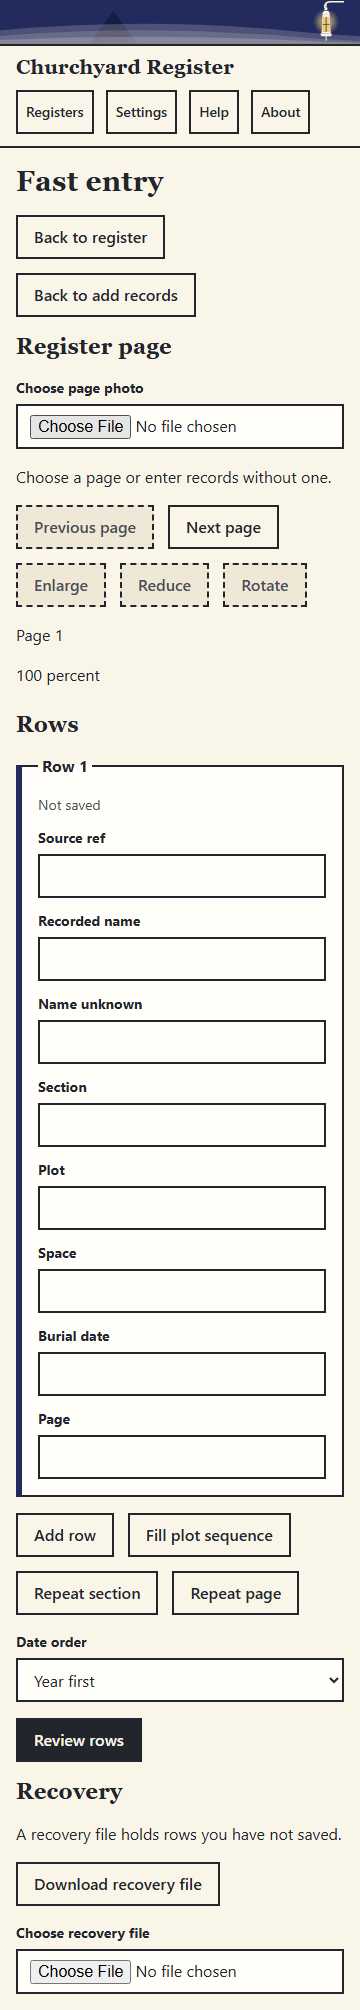 Churchyard Register
Registers Settings Help About
Fast entry
Back to register
Back to add records
Register page
Choose page photo
Choose File No file chosen
Choose a page or enter records without one.
Previous page Next page
Enlarge Reduce Rotate
Page 1
100 percent
Rows
Row 1
Not saved
Source ref
Recorded name
Name unknown
Section
Plot
Space
Burial date
Page
Add row Fill plot sequence
Repeat section Repeat page
Date order
Year first
Review rows
Recovery
A recovery file holds rows you have not saved.
Download recovery file
Choose recovery file
Choose File No file chosen